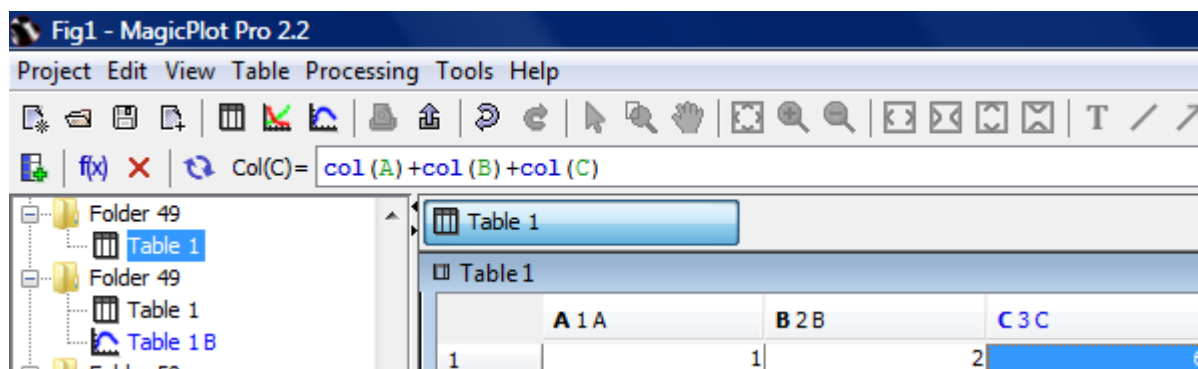 Fig1 - MagicPlot Pro 2.2
Project Edit View Table Processing Tools Help
T
f(x) Col(C)= col(A)+col(B)+col(C)
Folder 49
Table 1
Folder 49
Table 1
Table 1 B
Table 1
Table 1
A 1 A B 2 B C 3 C
1 1 2